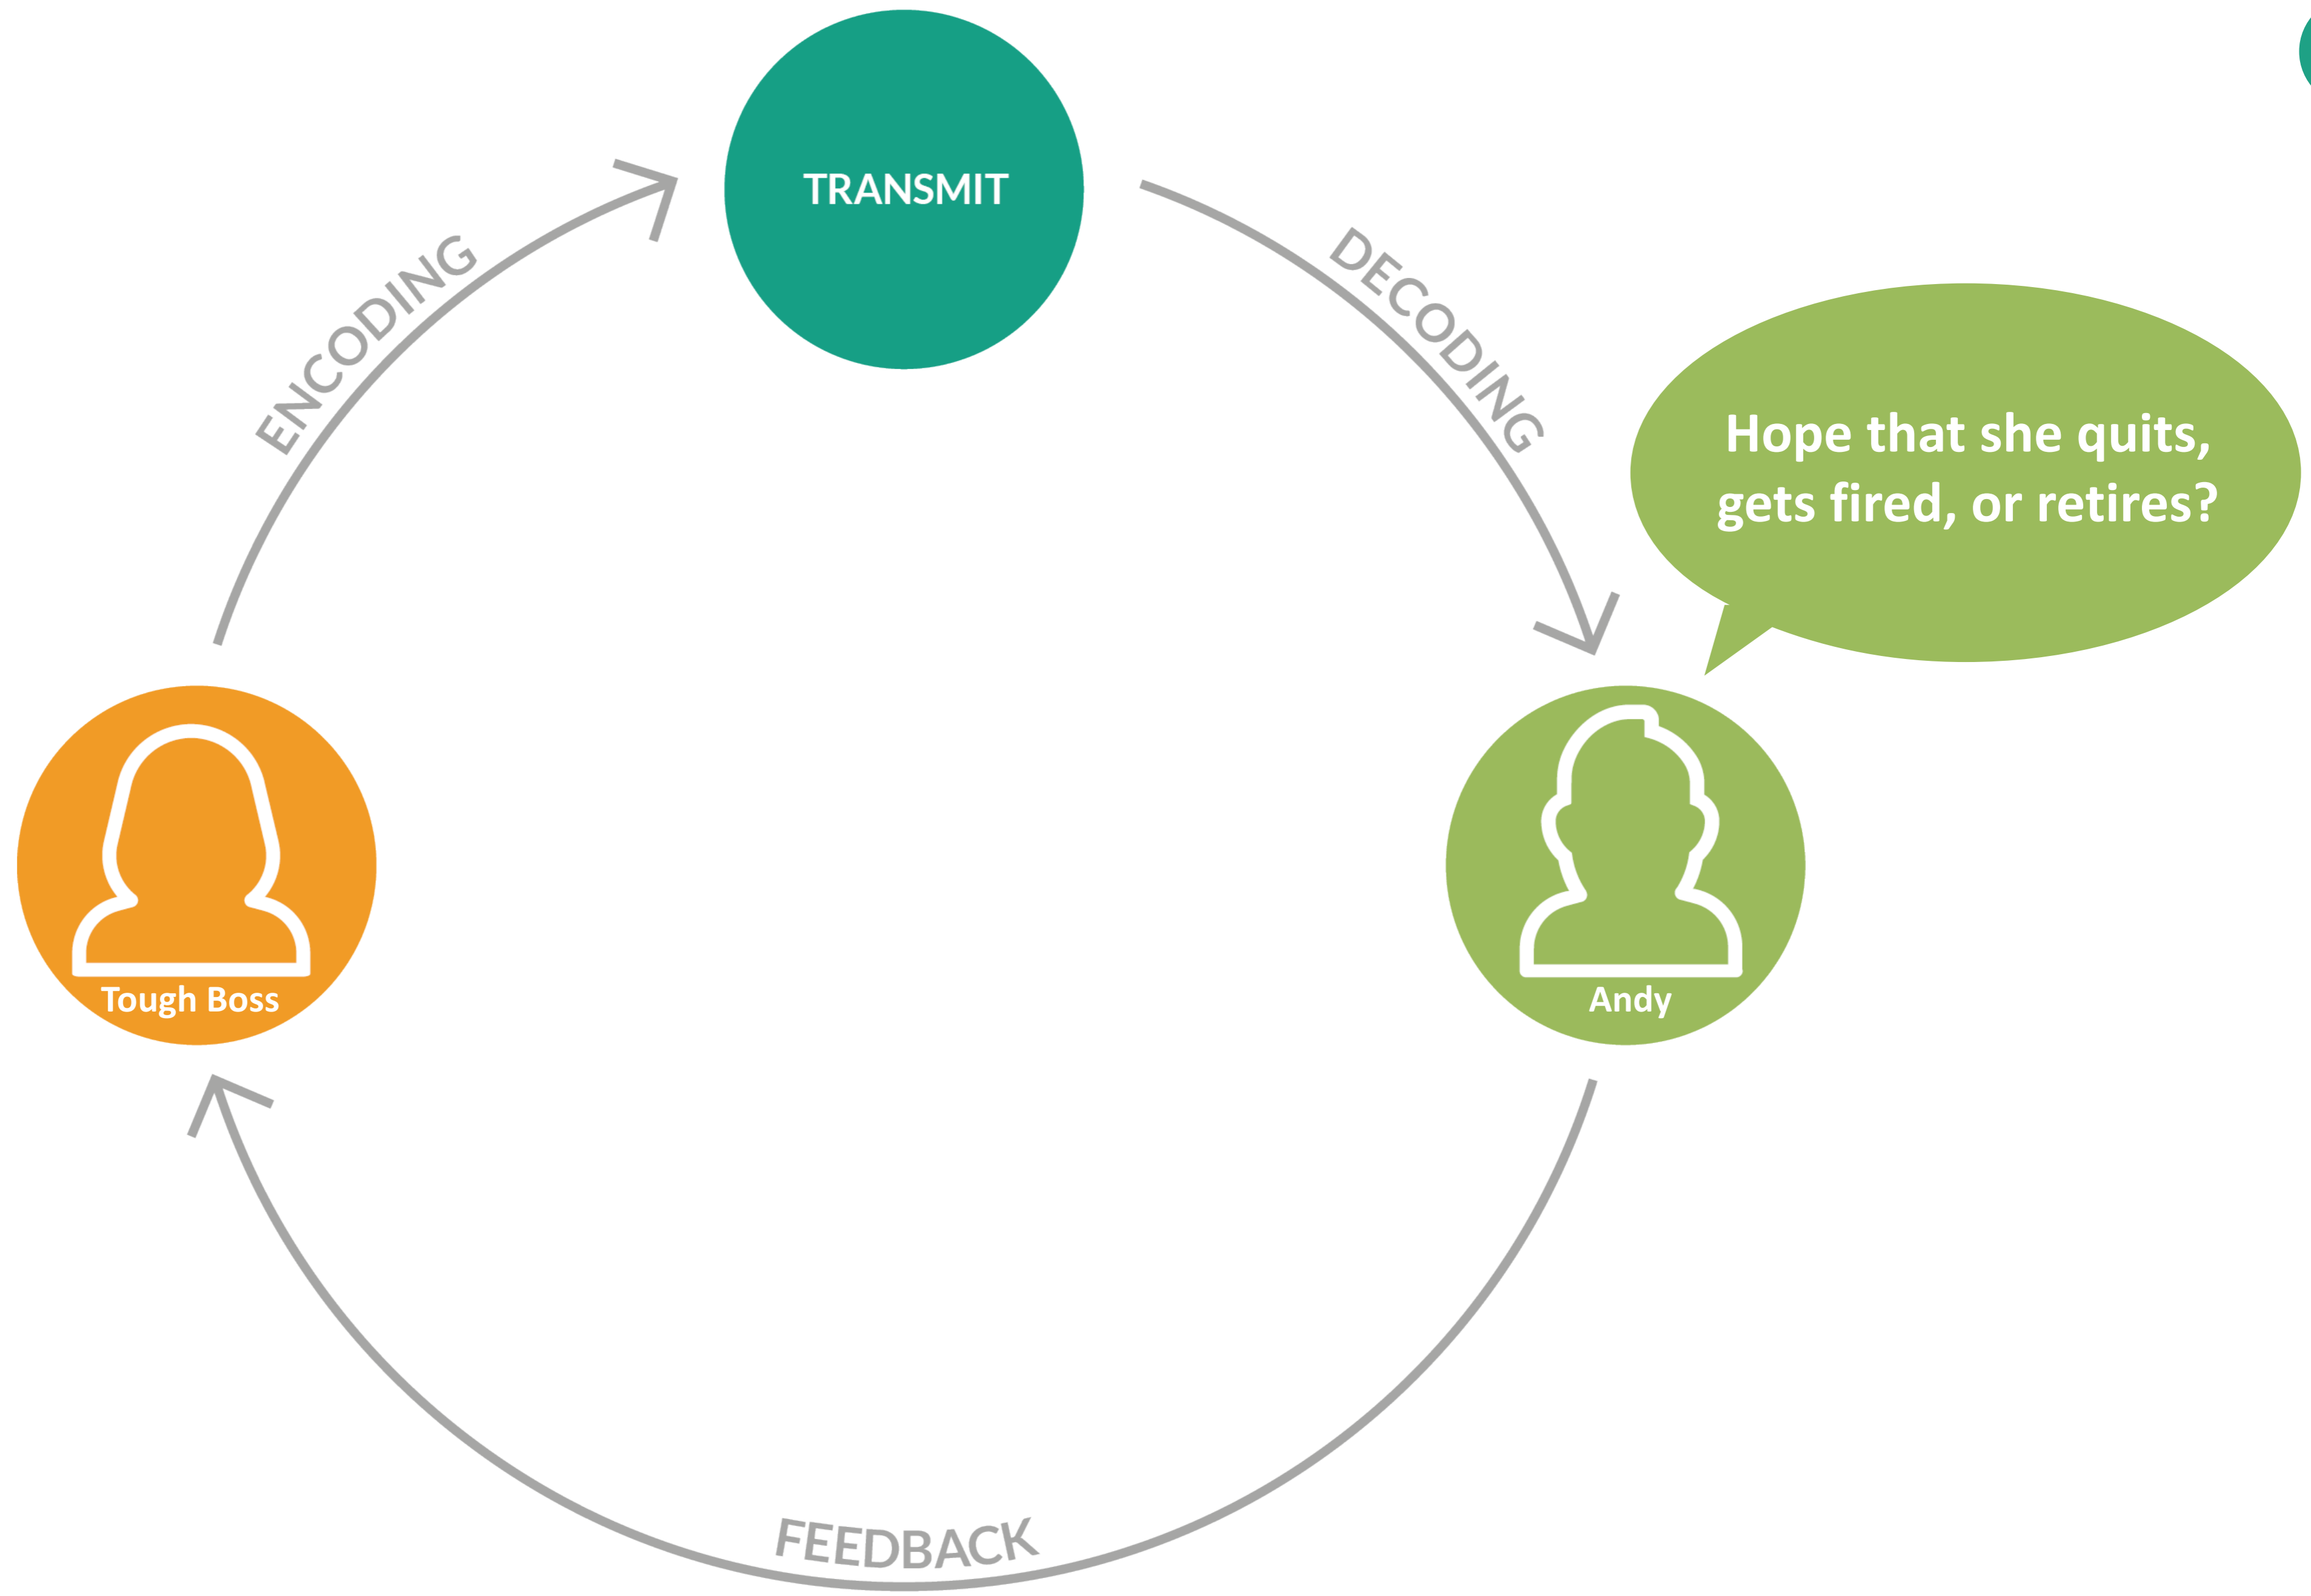 TRANSMIT
ENCODING
DECODING
Hope that she quits,
gets fired, or retires?
Tough Boss
Andy
FEEDBACK